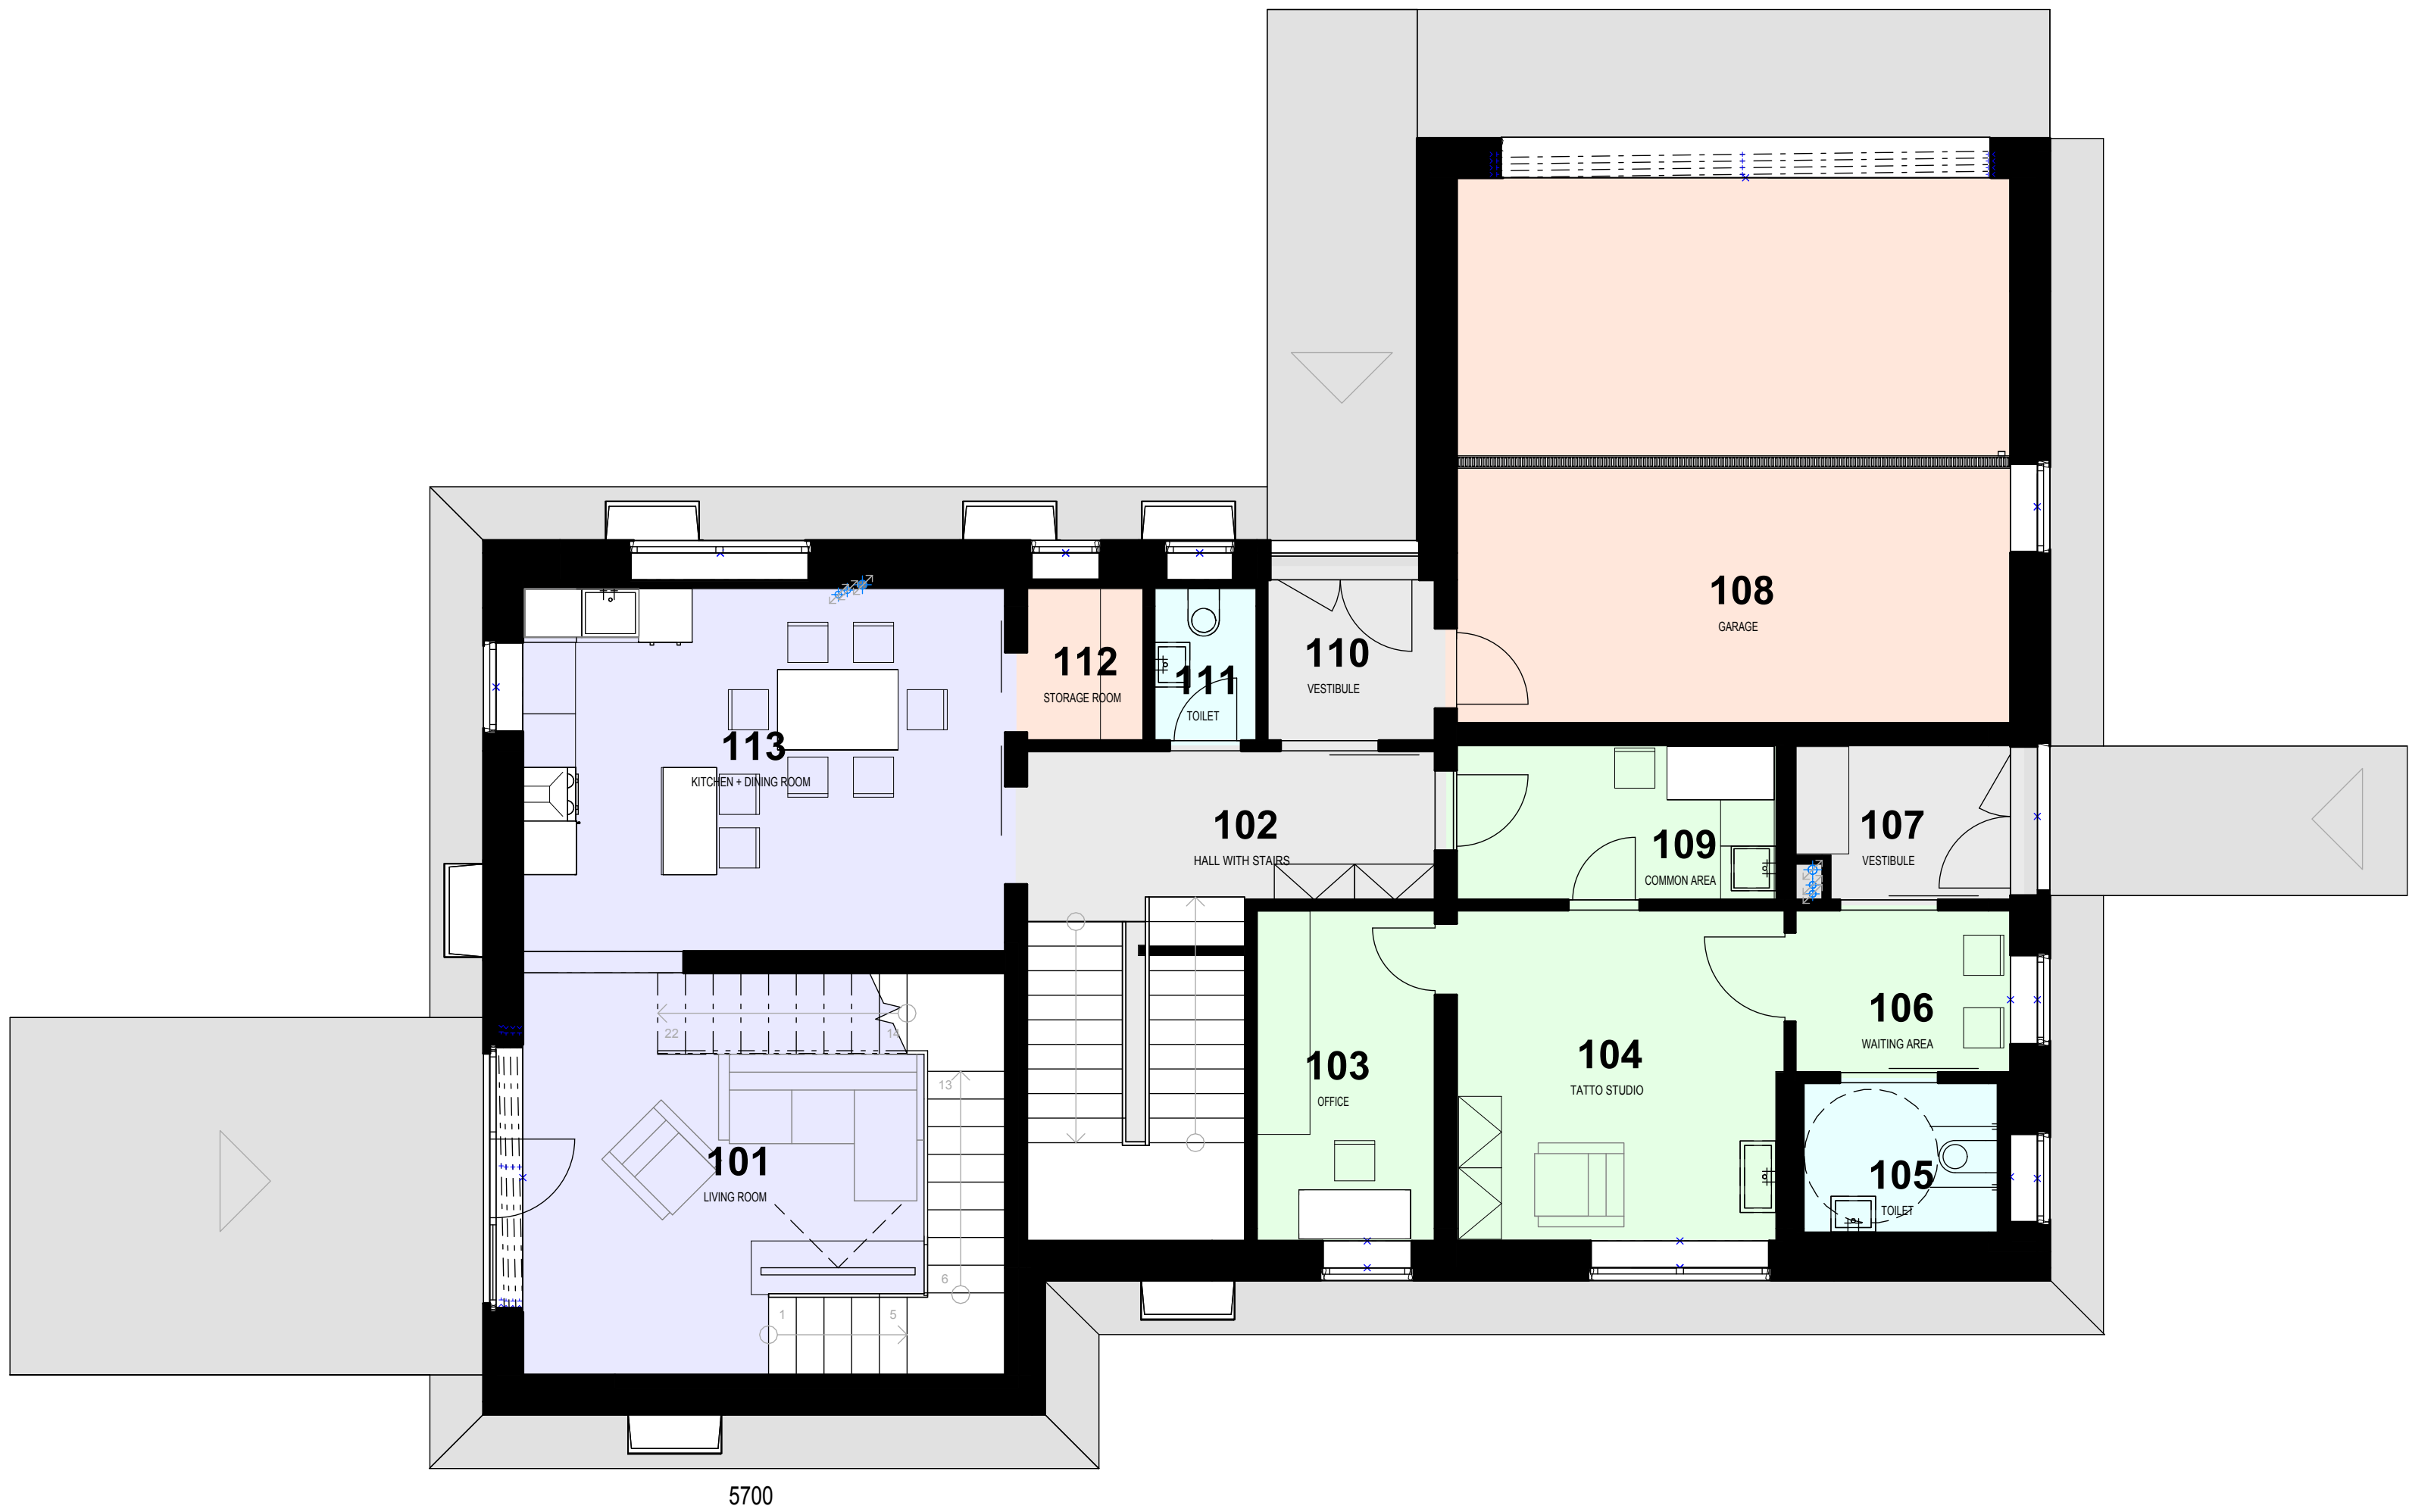 108
GARAGE
110
VESTIBULE
112
STORAGE ROOM
111
TOILET
113
KITCHEN + DINING ROOM
102
HALL WITH STAIRS
109
COMMON AREA
107
VESTIBULE
106
WAITING AREA
22
14
104
TATTO STUDIO
103
OFFICE
13
101
LIVING ROOM
105
TOILET
6
1
5
5700